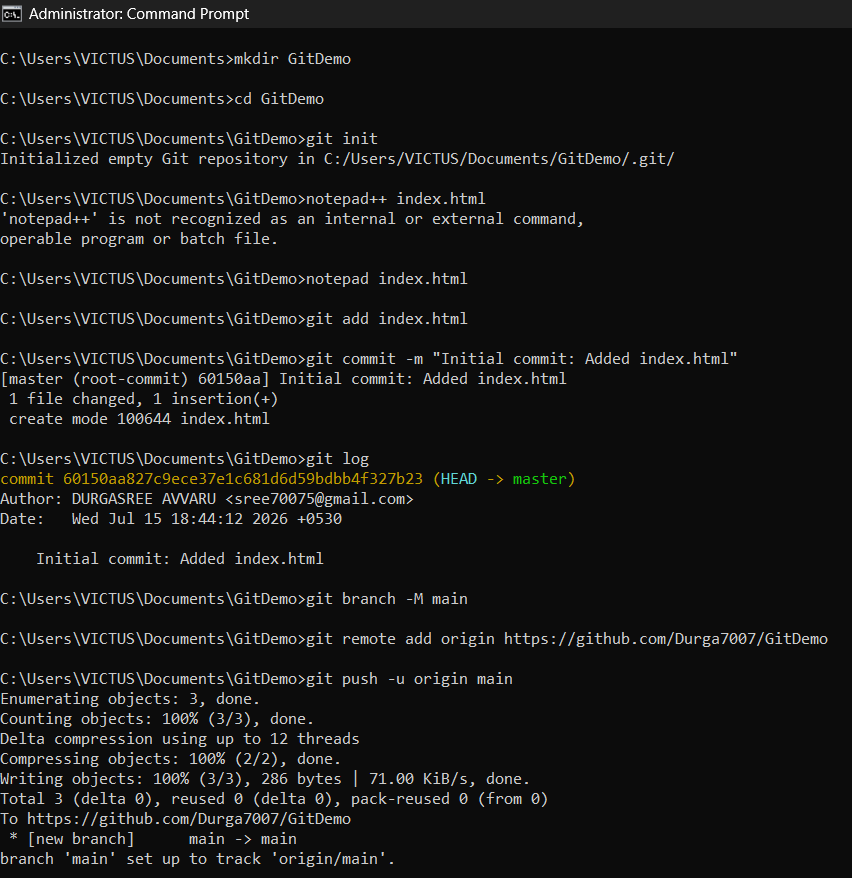 Administrator: Command Prompt
C:\Users\VICTUS\Documents>mkdir GitDemo
C:\Users\VICTUS\Documents>cd GitDemo
C:\Users\VICTUS\Documents\GitDemo>git init
Initialized empty Git repository in C:/Users/VICTUS/Documents/GitDemo/.git/
C:\Users\VICTUS\Documents\GitDemo>notepad++ index.html
'notepad++' is not recognized as an internal or external command,
operable program or batch file.
C:\Users\VICTUS\Documents\GitDemo>notepad index.html
C:\Users\VICTUS\Documents\GitDemo>git add index.html
C:\Users\VICTUS\Documents\GitDemo>git commit -m "Initial commit: Added index.html"
[master (root-commit) 60150aa] Initial commit: Added index.html
 1 file changed, 1 insertion(+)
 create mode 100644 index.html
C:\Users\VICTUS\Documents\GitDemo>git log
commit 60150aa827c9ece37e1c681d6d59bdbb4f327b23 (HEAD -> master)
Author: DURGASREE AVVARU <sree70075@gmail.com>
Date:   Wed Jul 15 18:44:12 2026 +0530
    Initial commit: Added index.html
C:\Users\VICTUS\Documents\GitDemo>git branch -M main
C:\Users\VICTUS\Documents\GitDemo>git remote add origin https://github.com/Durga7007/GitDemo
C:\Users\VICTUS\Documents\GitDemo>git push -u origin main
Enumerating objects: 3, done.
Counting objects: 100% (3/3), done.
Delta compression using up to 12 threads
Compressing objects: 100% (2/2), done.
Writing objects: 100% (3/3), 286 bytes | 71.00 KiB/s, done.
Total 3 (delta 0), reused 0 (delta 0), pack-reused 0 (from 0)
To https://github.com/Durga7007/GitDemo
 * [new branch]      main -> main
branch 'main' set up to track 'origin/main'.